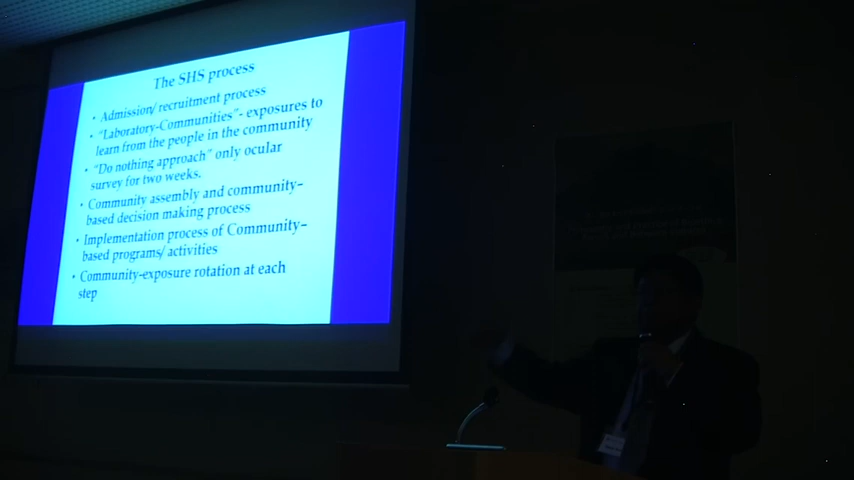 The SHS process
• Admission/ recruitment process
• "Laboratory-Communities"- exposures to
learn from the people in the community
• "Do nothing approach" only ocular
survey for two weeks.
• Community assembly and community–
based decision making process
• Implementation process of Community–
based programs/ activities
• Community-exposure rotation at each
step